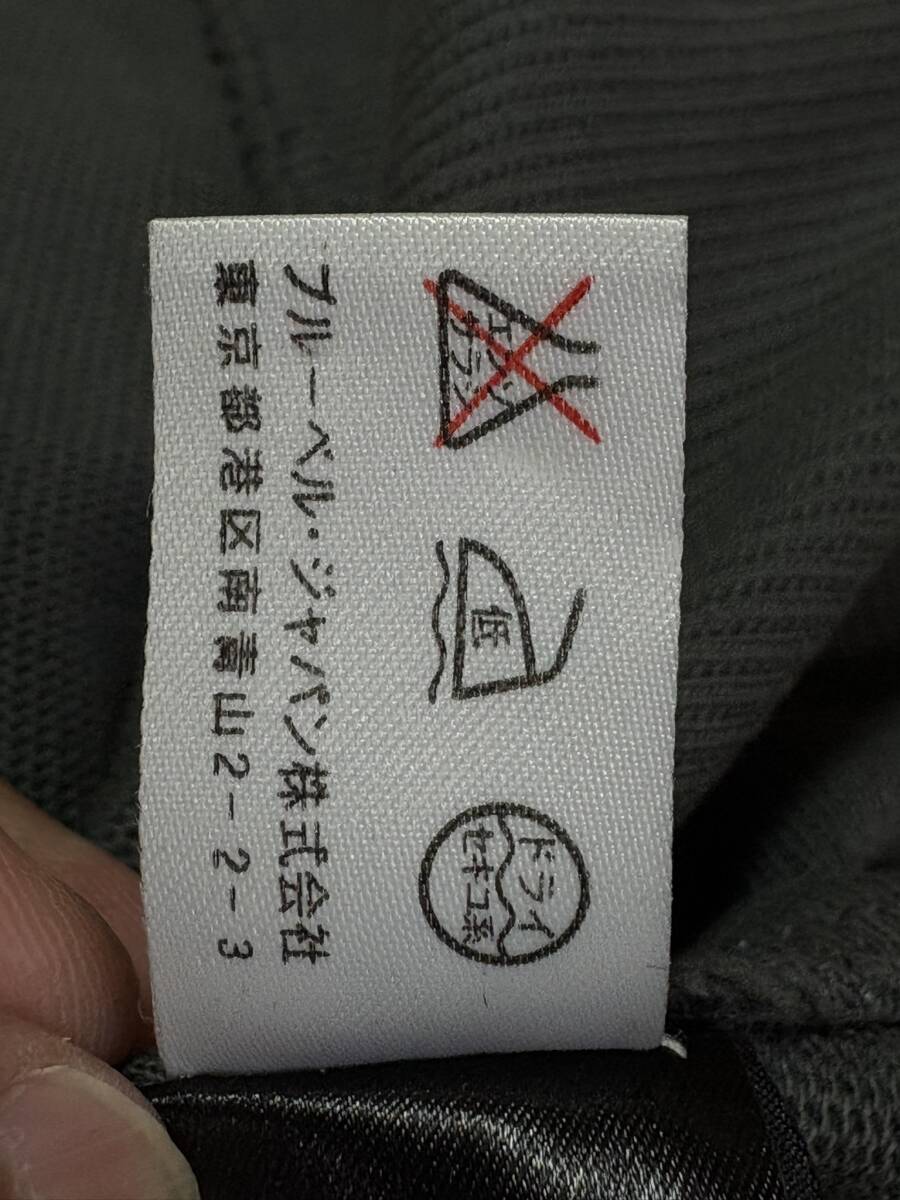 エンソ
サラシ
低
ドライ
セキユ系
ブルーベル・ジャパン株式会社
東京都港区南青山2-2-3